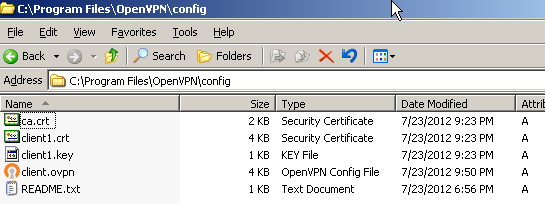 C:\Program Files\OpenVPN\config
File Edit View Favorites Tools Help
Back Search Folders
Address C:\Program Files\OpenVPN\config
Name Size Type Date Modified Attri
ca.crt 2 KB Security Certificate 7/23/2012 9:23 PM A
client1.crt 4 KB Security Certificate 7/23/2012 9:23 PM A
client1.key 1 KB KEY File 7/23/2012 9:23 PM A
client.ovpn 4 KB OpenVPN Config File 7/23/2012 9:50 PM A
README.txt 1 KB Text Document 7/23/2012 6:56 PM A